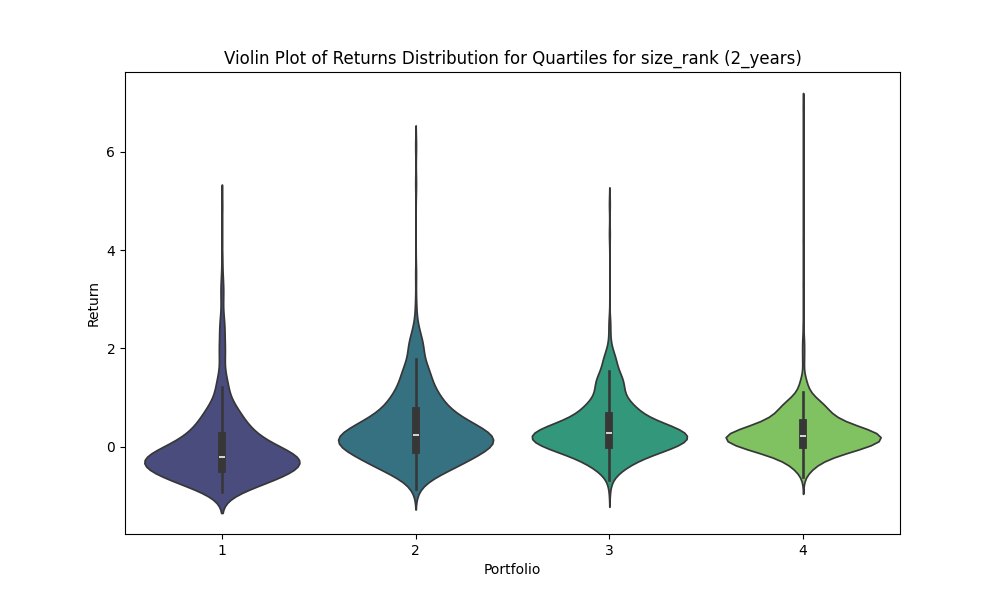 Violin Plot of Returns Distribution for Quartiles for size_rank (2_years)
6
4
2
0
Return
1 2 3 4
Portfolio